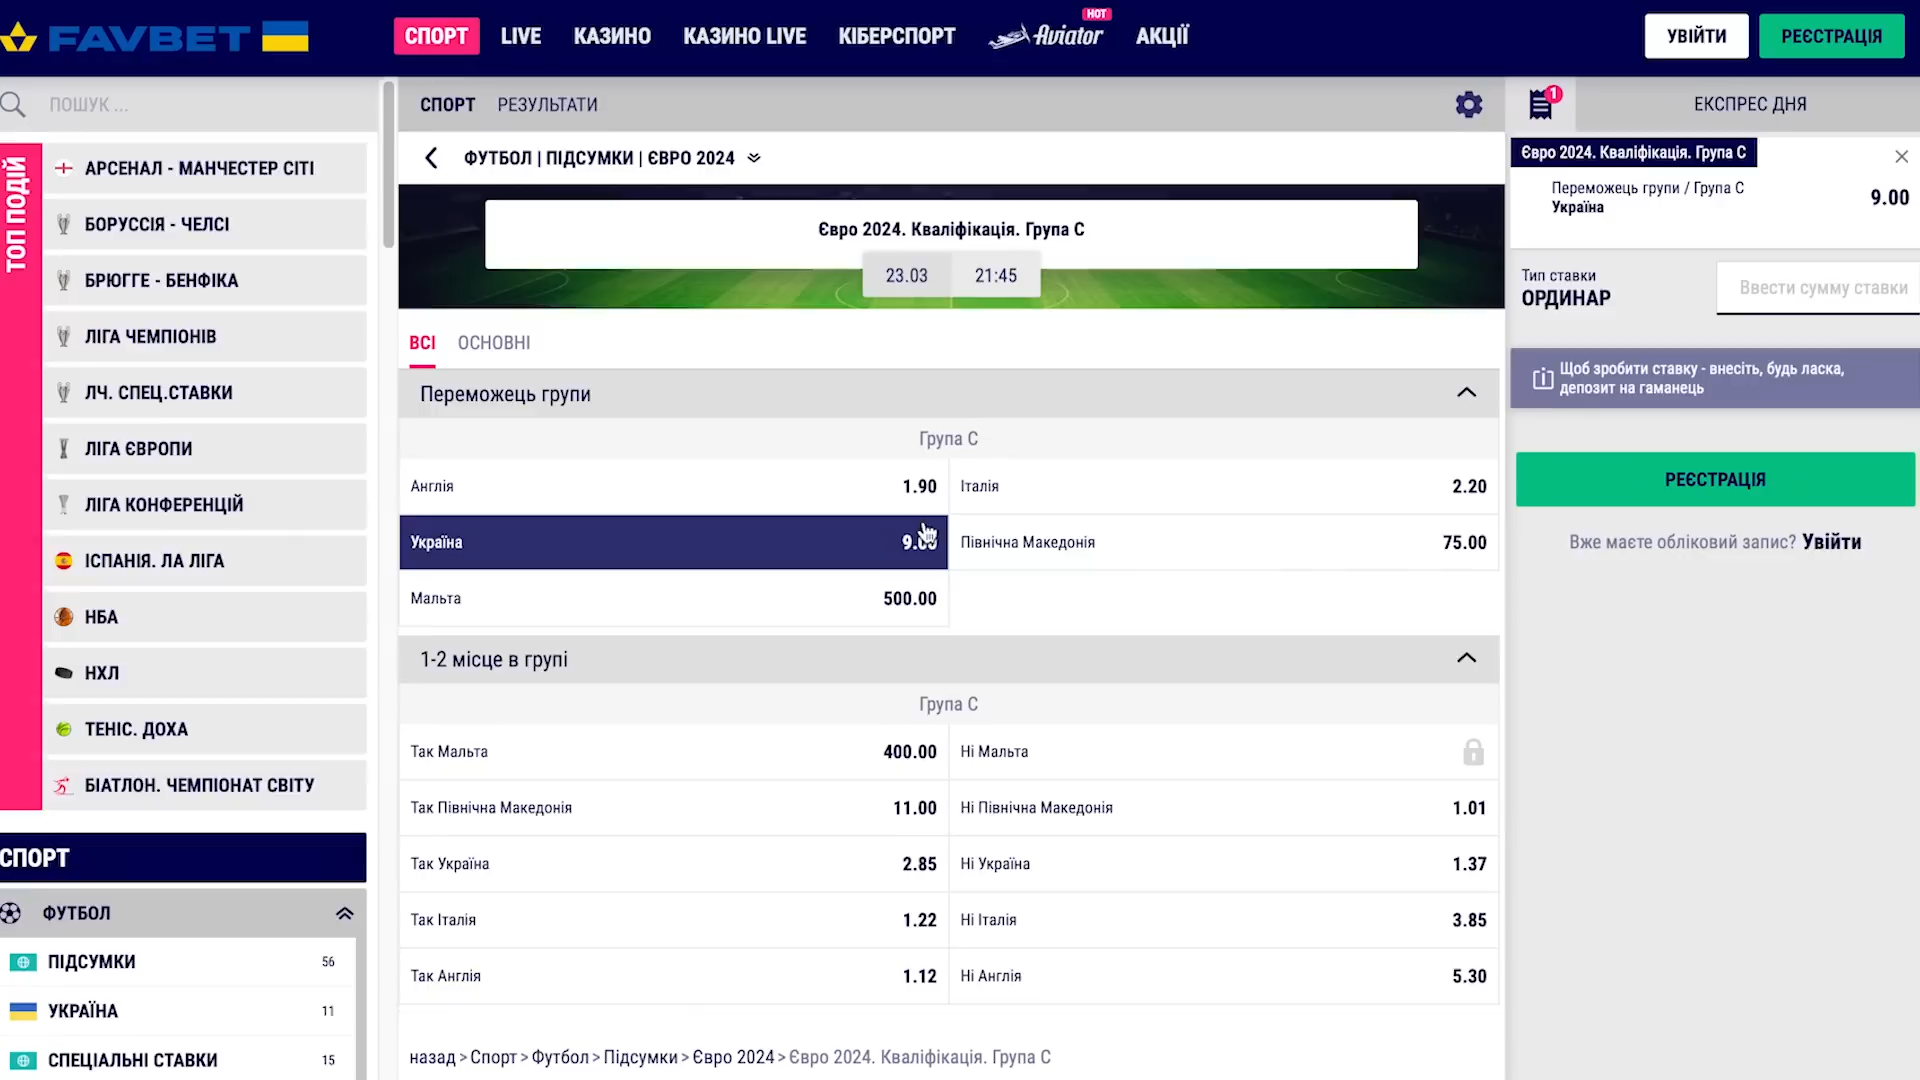 FAVBET
СПОРТ
LIVE
КАЗИНО
КАЗИНО LIVE
КІБЕРСПОРТ
Aviator
HOT
АКЦІЇ
УВІЙТИ
РЕЄСТРАЦІЯ
ПОШУК ...
ТОП ПОДІЙ
АРСЕНАЛ - МАНЧЕСТЕР СІТІ
БОРУССІЯ - ЧЕЛСІ
БРЮГГЕ - БЕНФІКА
ЛІГА ЧЕМПІОНІВ
ЛЧ. СПЕЦ.СТАВКИ
ЛІГА ЄВРОПИ
ЛІГА КОНФЕРЕНЦІЙ
ІСПАНІЯ. ЛА ЛІГА
НБА
НХЛ
ТЕНІС. ДОХА
БІАТЛОН. ЧЕМПІОНАТ СВІТУ
СПОРТ
ФУТБОЛ
ПІДСУМКИ 56
УКРАЇНА 11
СПЕЦІАЛЬНІ СТАВКИ 15
СПОРТ РЕЗУЛЬТАТИ
ФУТБОЛ | ПІДСУМКИ | ЄВРО 2024
Євро 2024. Кваліфікація. Група C
23.03 21:45
ВСІ ОСНОВНІ
Переможець групи
Група C
Англія 1.90 Італія 2.20
Україна Північна Македонія 75.00
Мальта 500.00
1-2 місце в групі
Група C
Так Мальта 400.00 Ні Мальта
Так Північна Македонія 11.00 Ні Північна Македонія 1.01
Так Україна 2.85 Ні Україна 1.37
Так Італія 1.22 Ні Італія 3.85
Так Англія 1.12 Ні Англія 5.30
назад > Спорт > Футбол > Підсумки > Євро 2024 > Євро 2024. Кваліфікація. Група C
1
ЕКСПРЕС ДНЯ
Євро 2024. Кваліфікація. Група C
Переможець групи / Група C
Україна
9.00
Тип ставки
ОРДИНАР
Ввести сумму ставки
Щоб зробити ставку - внесіть, будь ласка,
депозит на гаманець
РЕЄСТРАЦІЯ
Вже маєте обліковий запис? Увійти